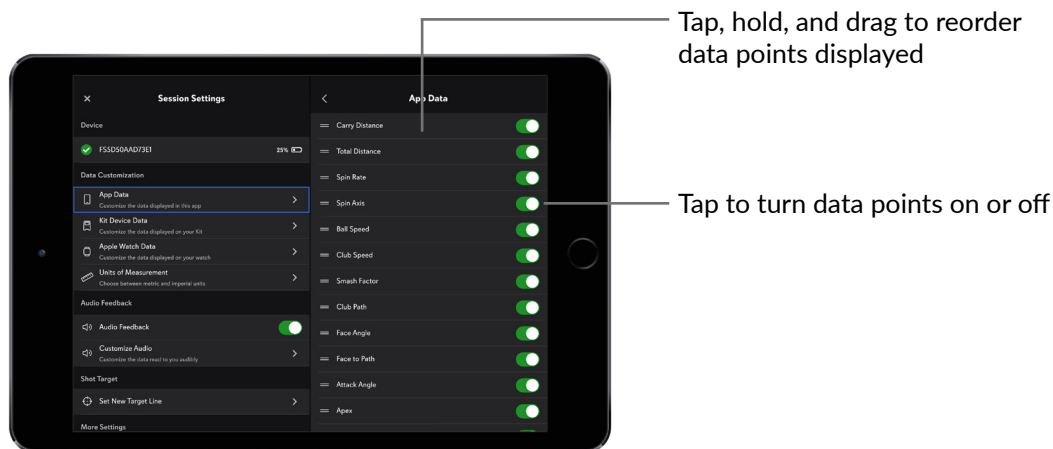 Tap, hold, and drag to reorder
data points displayed
Session Settings
Device
FSSD50AAD73E1
25%
Data Customization
App Data
Customize the data displayed in this app
Kit Device Data
Customize the data displayed on your Kit
Apple Watch Data
Customize the data displayed on your watch
Units of Measurement
Choose between metric and imperial units
Audio Feedback
Audio Feedback
Customize Audio
Customize the data read to you audibly
Shot Target
Set New Target Line
More Settings
App Data
Carry Distance
Total Distance
Spin Rate
Spin Axis
Ball Speed
Club Speed
Smash Factor
Club Path
Face Angle
Face to Path
Attack Angle
Apex
Tap to turn data points on or off